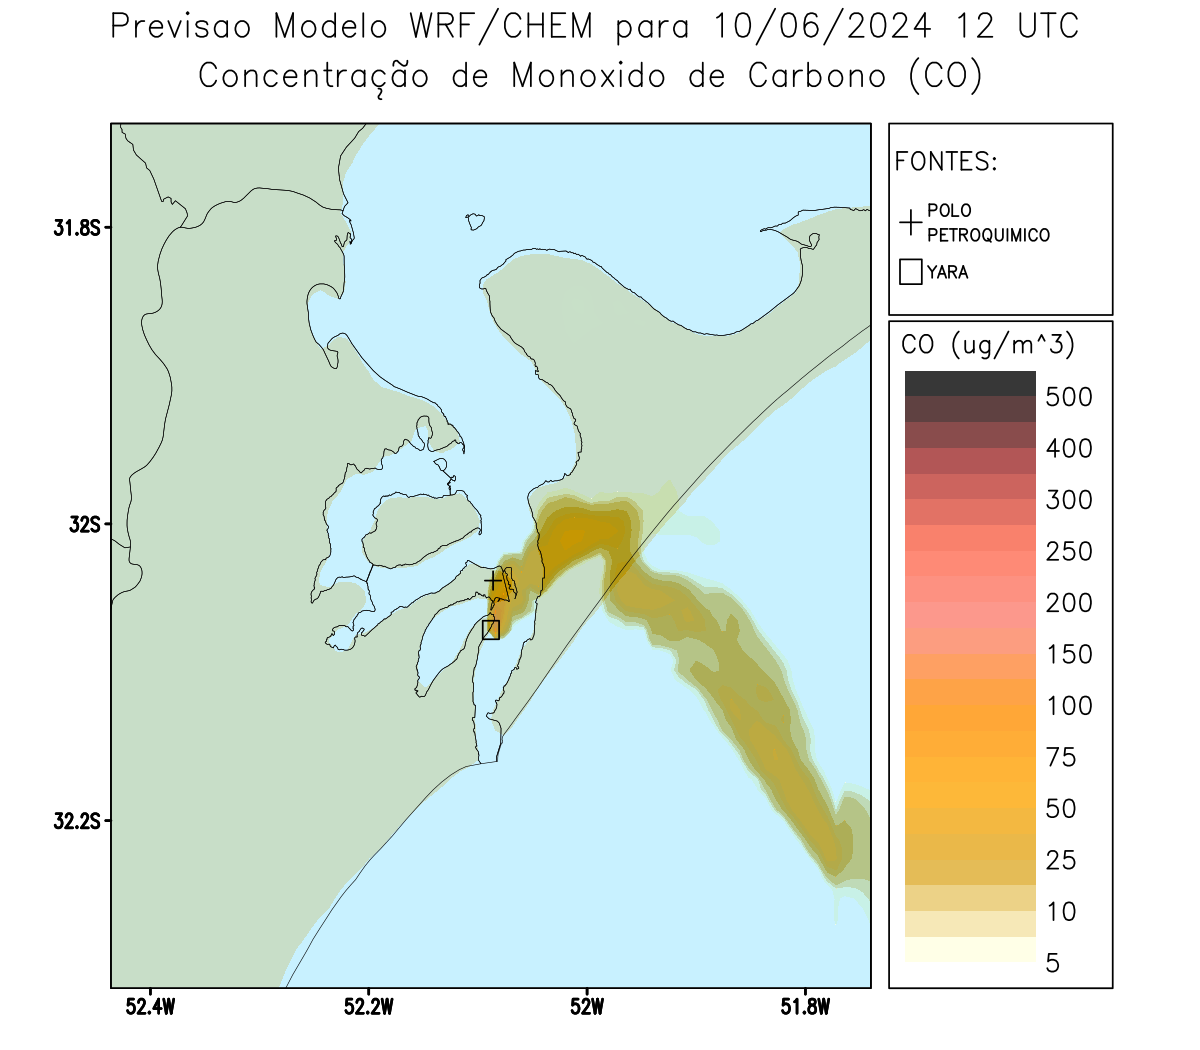 Previsao Modelo WRF/CHEM para 10/06/2024 12 UTC
Concentração de Monoxido de Carbono (CO)
FONTES:
POLO
PETROQUIMICO
YARA
CO (ug/m^3)
500
400
300
250
200
150
100
75
50
25
10
5
31.8S
32S
32.2S
52.4W
52.2W
52W
51.8W